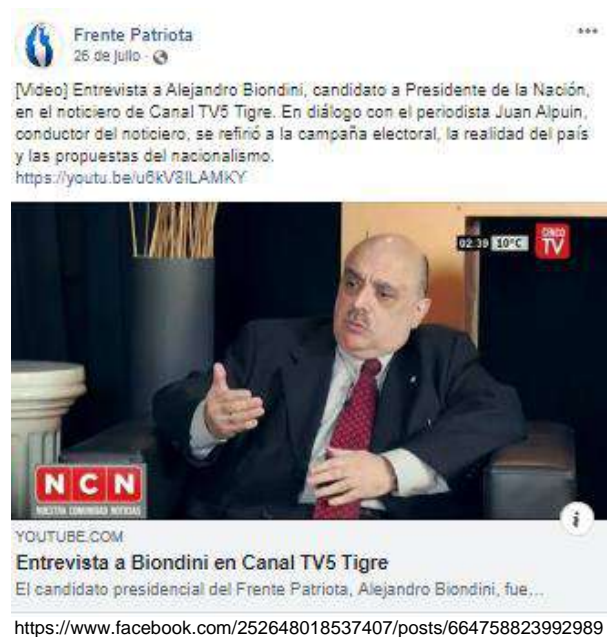 Frente Patriota
26 de julio ·
[Video] Entrevista a Alejandro Biondini, candidato a Presidente de la Nación,
en el noticiero de Canal TV5 Tigre. En diálogo con el periodista Juan Alpuin,
conductor del noticiero, se refirió a la campaña electoral, la realidad del país
y las propuestas del nacionalismo.
https://youtu.be/u6kV8ILAMKY
02.39 10°C CINCO
TV
NCN
NUESTRA COMUNIDAD NOTICIAS
YOUTUBE.COM
Entrevista a Biondini en Canal TV5 Tigre
El candidato presidencial del Frente Patriota, Alejandro Biondini, fue...
https://www.facebook.com/252648018537407/posts/664758823992989